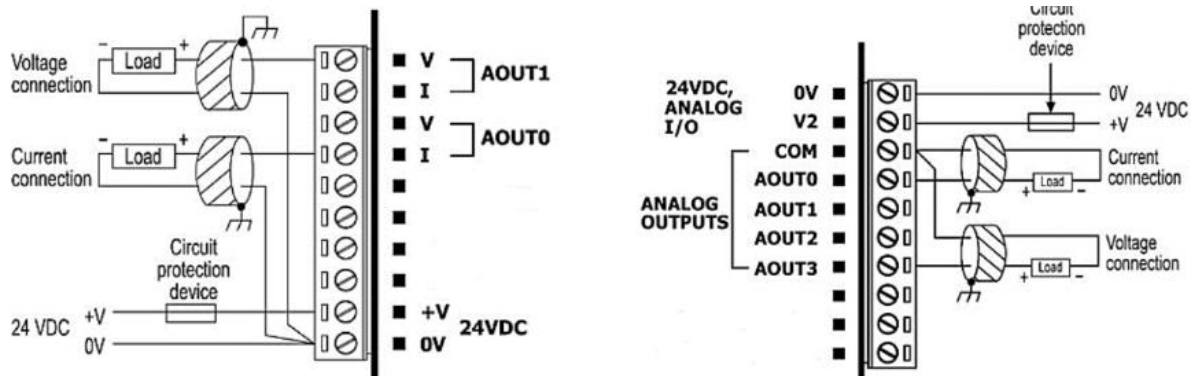 Voltage
connection
- Load +
V
I
AOUT1
V
I
AOUT0
Current
connection
- Load +
Circuit
protection
device
24 VDC
+V
0V
+V
0V
24VDC
Circuit
protection
device
24VDC,
ANALOG
I/O
0V
V2
0V
+V
24 VDC
ANALOG
OUTPUTS
COM
AOUT0
AOUT1
AOUT2
AOUT3
+ Load -
Current
connection
+ Load -
Voltage
connection